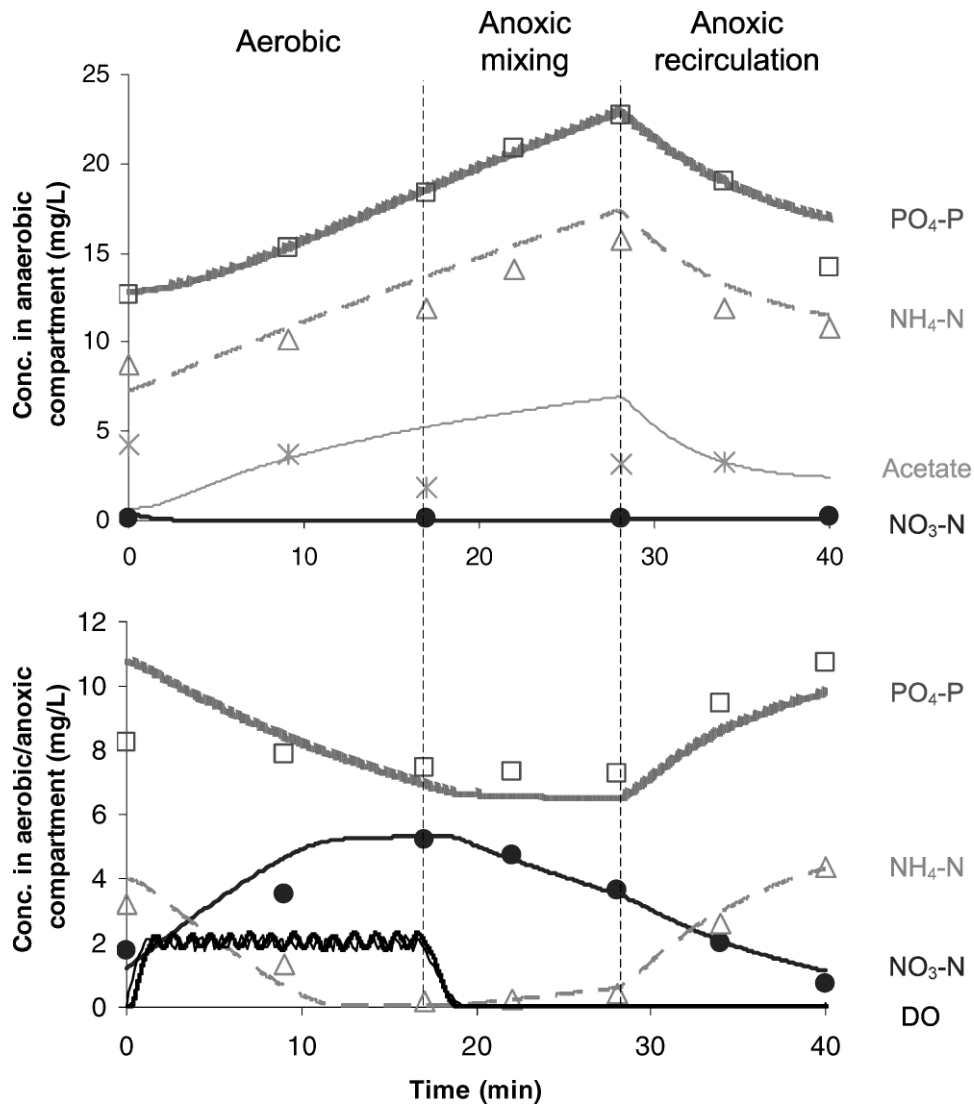 Aerobic
Anoxic
mixing
Anoxic
recirculation
Conc. in anaerobic
compartment (mg/L)
25
20
15
10
5
0
0 10 20 30 40
PO₄-P
NH₄-N
Acetate
NO₃-N
Conc. in aerobic/anoxic
compartment (mg/L)
12
10
8
6
4
2
0
0 10 20 30 40
PO₄-P
NH₄-N
NO₃-N
DO
Time (min)